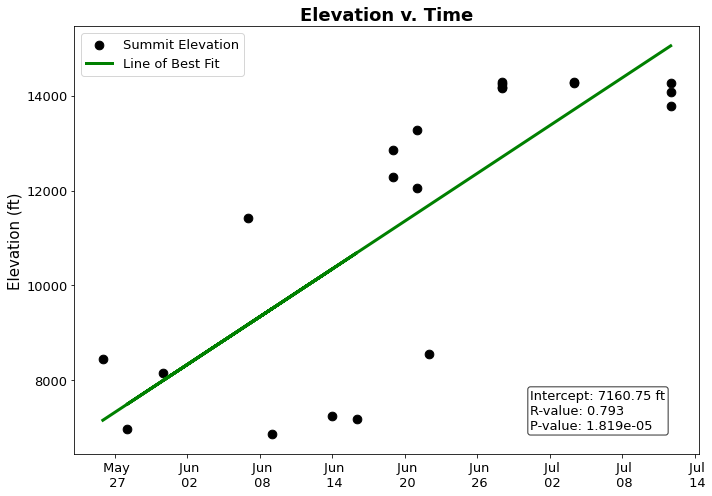 Elevation v. Time
Summit Elevation
Line of Best Fit
Elevation (ft)
14000
12000
10000
8000
Intercept: 7160.75 ft
R-value: 0.793
P-value: 1.819e-05
May 27
Jun 02
Jun 08
Jun 14
Jun 20
Jun 26
Jul 02
Jul 08
Jul 14